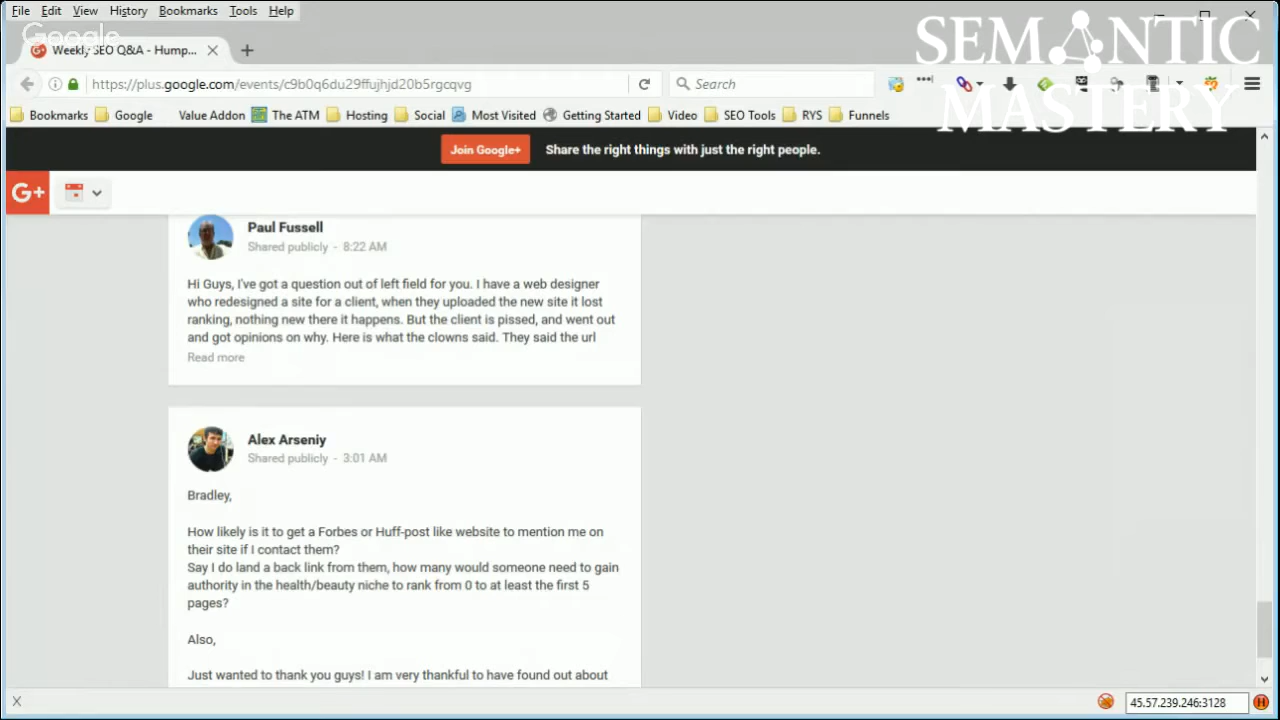 File Edit View History Bookmarks Tools Help
Google
Weekly SEO Q&A - Hump...
https://plus.google.com/events/c9b0q6du29ffujhjd20b5rgcqvg
Search
SEMANTIC
MASTERY
Bookmarks Google Value Addon The ATM Hosting Social Most Visited Getting Started Video SEO Tools RYS Funnels
Join Google+ Share the right things with just the right people.
G+
Paul Fussell
Shared publicly - 8:22 AM
Hi Guys, I've got a question out of left field for you. I have a web designer
who redesigned a site for a client, when they uploaded the new site it lost
ranking, nothing new there it happens. But the client is pissed, and went out
and got opinions on why. Here is what the clowns said. They said the url
Read more
Alex Arseniy
Shared publicly - 3:01 AM
Bradley,
How likely is it to get a Forbes or Huff-post like website to mention me on
their site if I contact them?
Say I do land a back link from them, how many would someone need to gain
authority in the health/beauty niche to rank from 0 to at least the first 5
pages?
Also,
Just wanted to thank you guys! I am very thankful to have found out about
45.57.239.246:3128